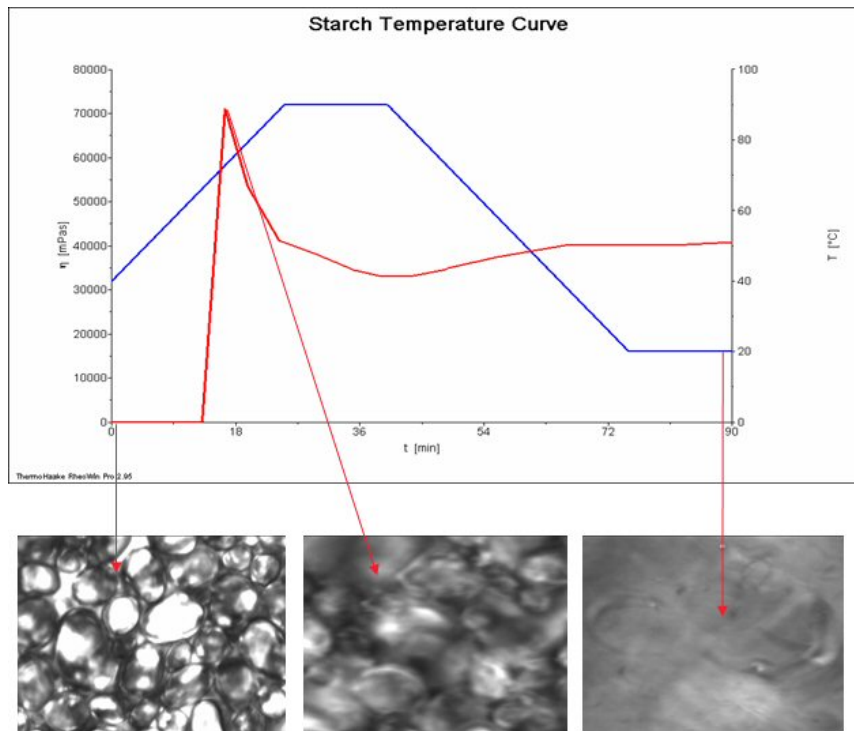 Starch Temperature Curve
80000
70000
60000
50000
40000
30000
20000
10000
0
η [mPas]
100
80
60
40
20
0
T [°C]
0 18 36 54 72 90
t [min]
ThermoHaake RheoWin Pro 2.95